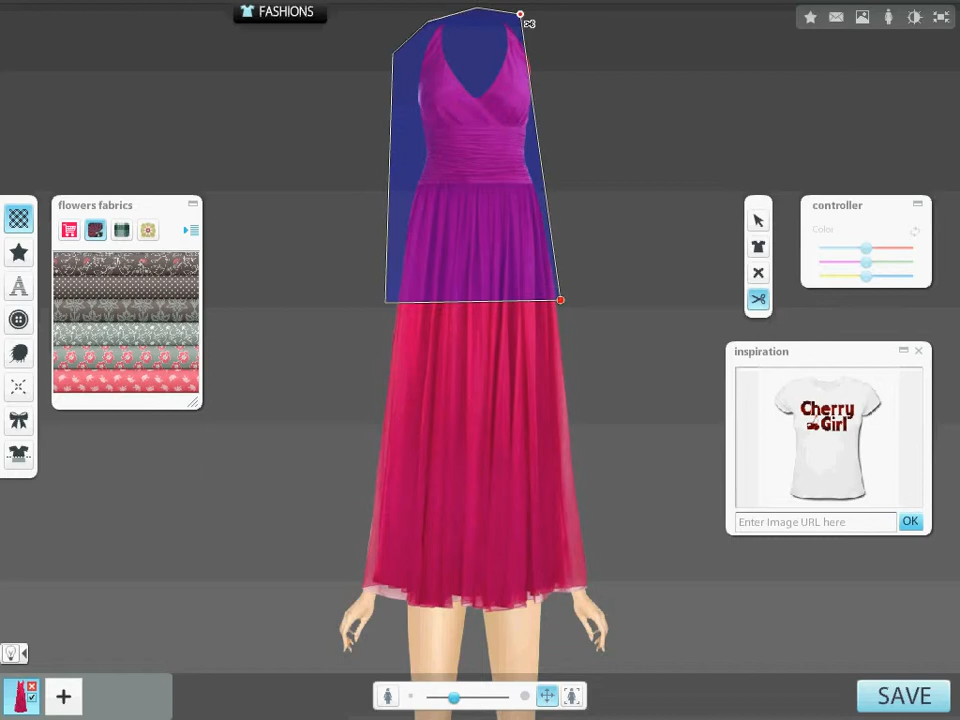 FASHIONS
flowers fabrics
A
controller
Color
inspiration
Cherry
Girl
Enter Image URL here
OK
SAVE